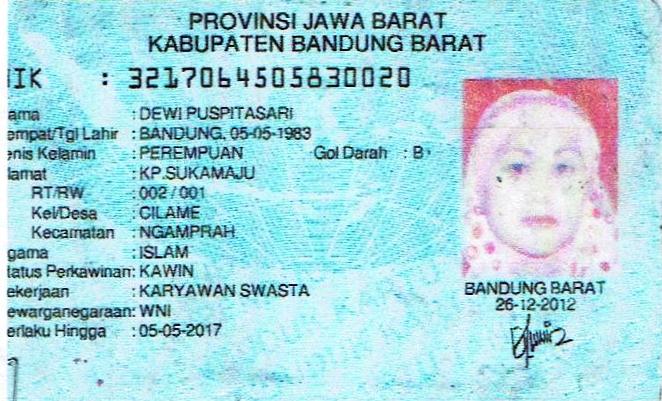 PROVINSI JAWA BARAT
KABUPATEN BANDUNG BARAT
IIK : 3217064505830020
ama : DEWI PUSPITASARI
empat/Tgl Lahir : BANDUNG, 05-05-1983
enis Kelamin : PEREMPUAN Gol Darah : B
lamat : KP.SUKAMAJU
RT/RW : 002 / 001
Kel/Desa : CILAME
Kecamatan : NGAMPRAH
gama : ISLAM
tatus Perkawinan: KAWIN
ekerjaan : KARYAWAN SWASTA
ewarganegaraan: WNI
erlaku Hingga : 05-05-2017
BANDUNG BARAT
26-12-2012